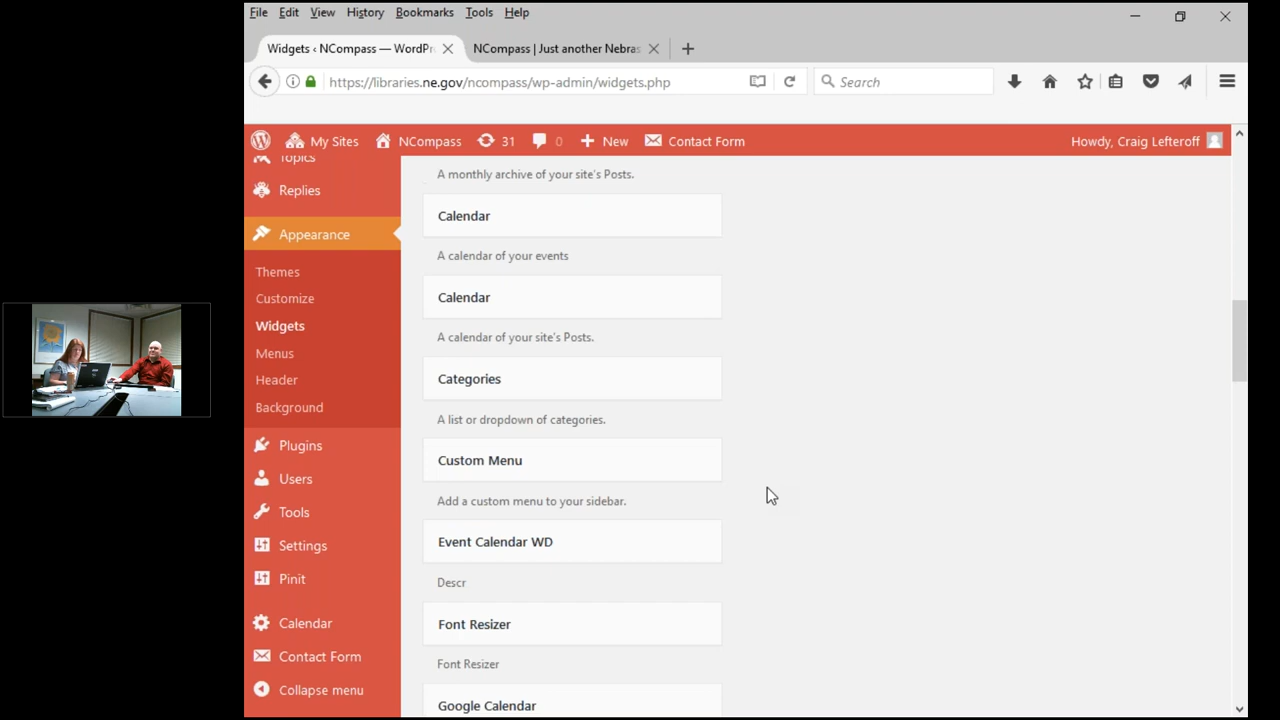 File Edit View History Bookmarks Tools Help
Widgets ‹ NCompass — WordPr
NCompass | Just another Nebras
https://libraries.ne.gov/ncompass/wp-admin/widgets.php
Search
My Sites NCompass 31 0 New Contact Form Howdy, Craig Lefteroff
Topics
Replies
Appearance
Themes
Customize
Widgets
Menus
Header
Background
Plugins
Users
Tools
Settings
Pinit
Calendar
Contact Form
Collapse menu
A monthly archive of your site's Posts.
Calendar
A calendar of your events
Calendar
A calendar of your site's Posts.
Categories
A list or dropdown of categories.
Custom Menu
Add a custom menu to your sidebar.
Event Calendar WD
Descr
Font Resizer
Font Resizer
Google Calendar